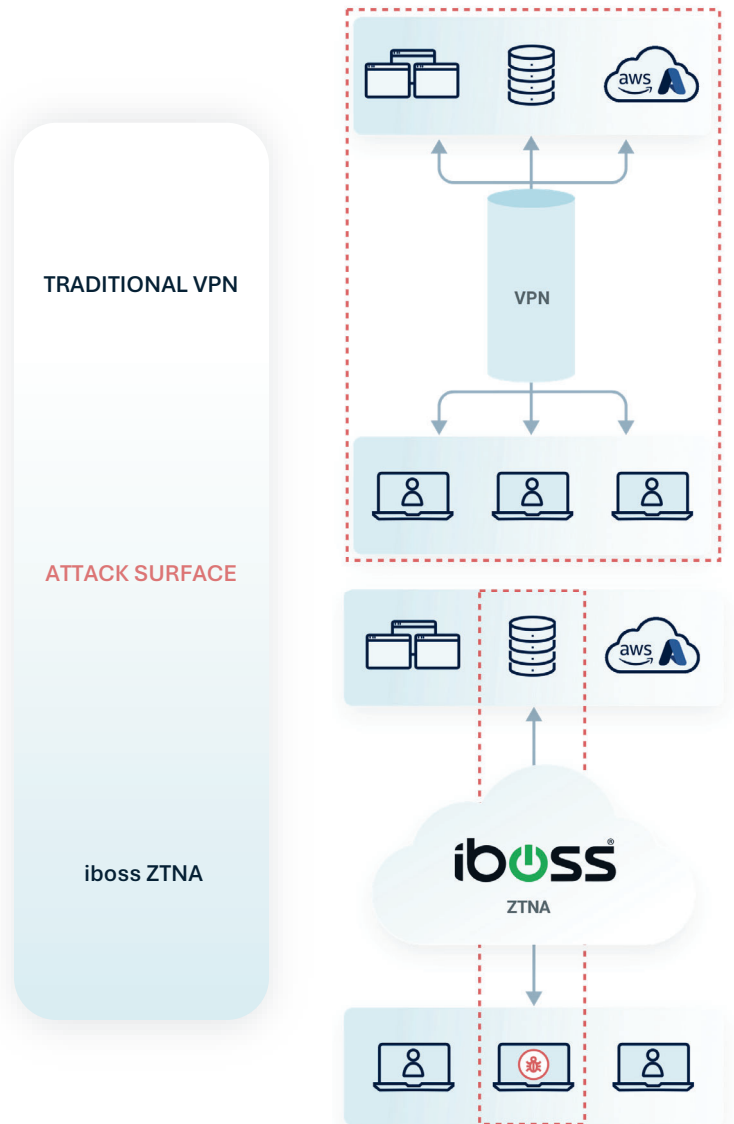 aws
TRADITIONAL VPN
VPN
ATTACK SURFACE
aws
iboss®
iboss ZTNA
ZTNA